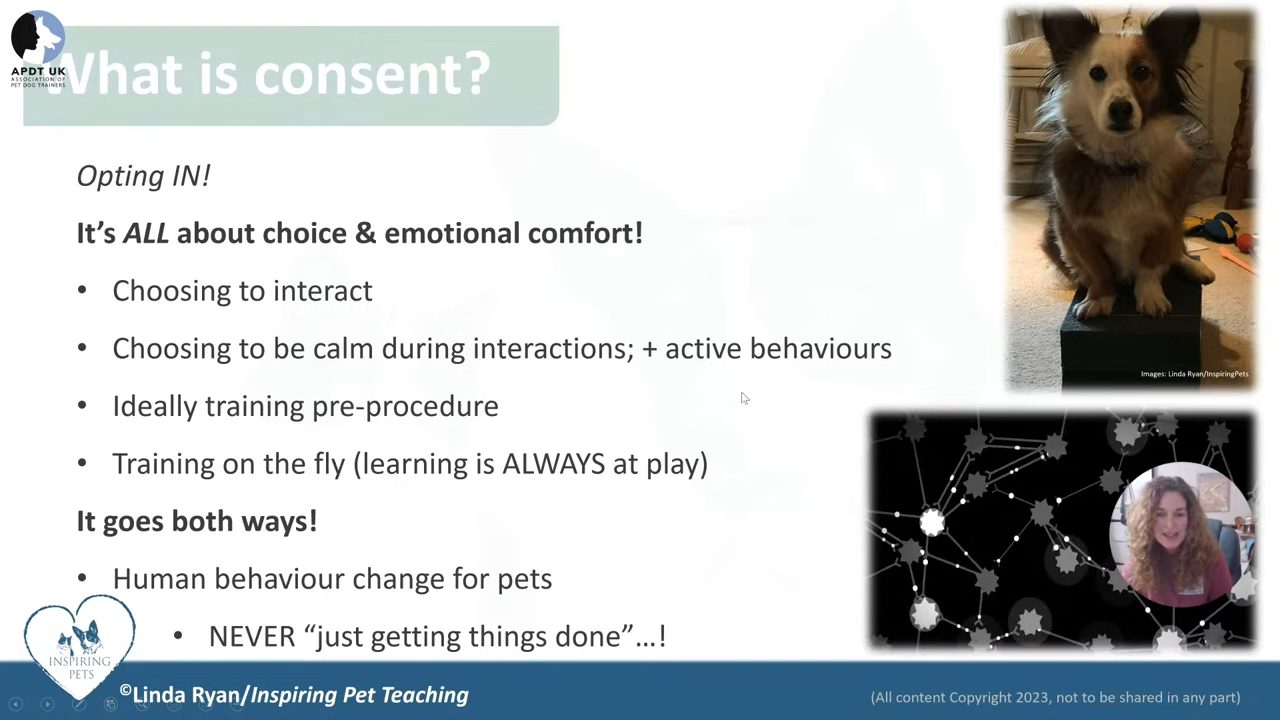 APDT UK
ASSOCIATION OF
PET DOG TRAINERS
What is consent?
Opting IN!
It's ALL about choice & emotional comfort!
• Choosing to interact
• Choosing to be calm during interactions; + active behaviours
• Ideally training pre-procedure
• Training on the fly (learning is ALWAYS at play)
It goes both ways!
• Human behaviour change for pets
• NEVER “just getting things done”...!
Images: Linda Ryan/InspiringPets
INSPIRING
PETS
©Linda Ryan/Inspiring Pet Teaching
(All content Copyright 2023, not to be shared in any part)